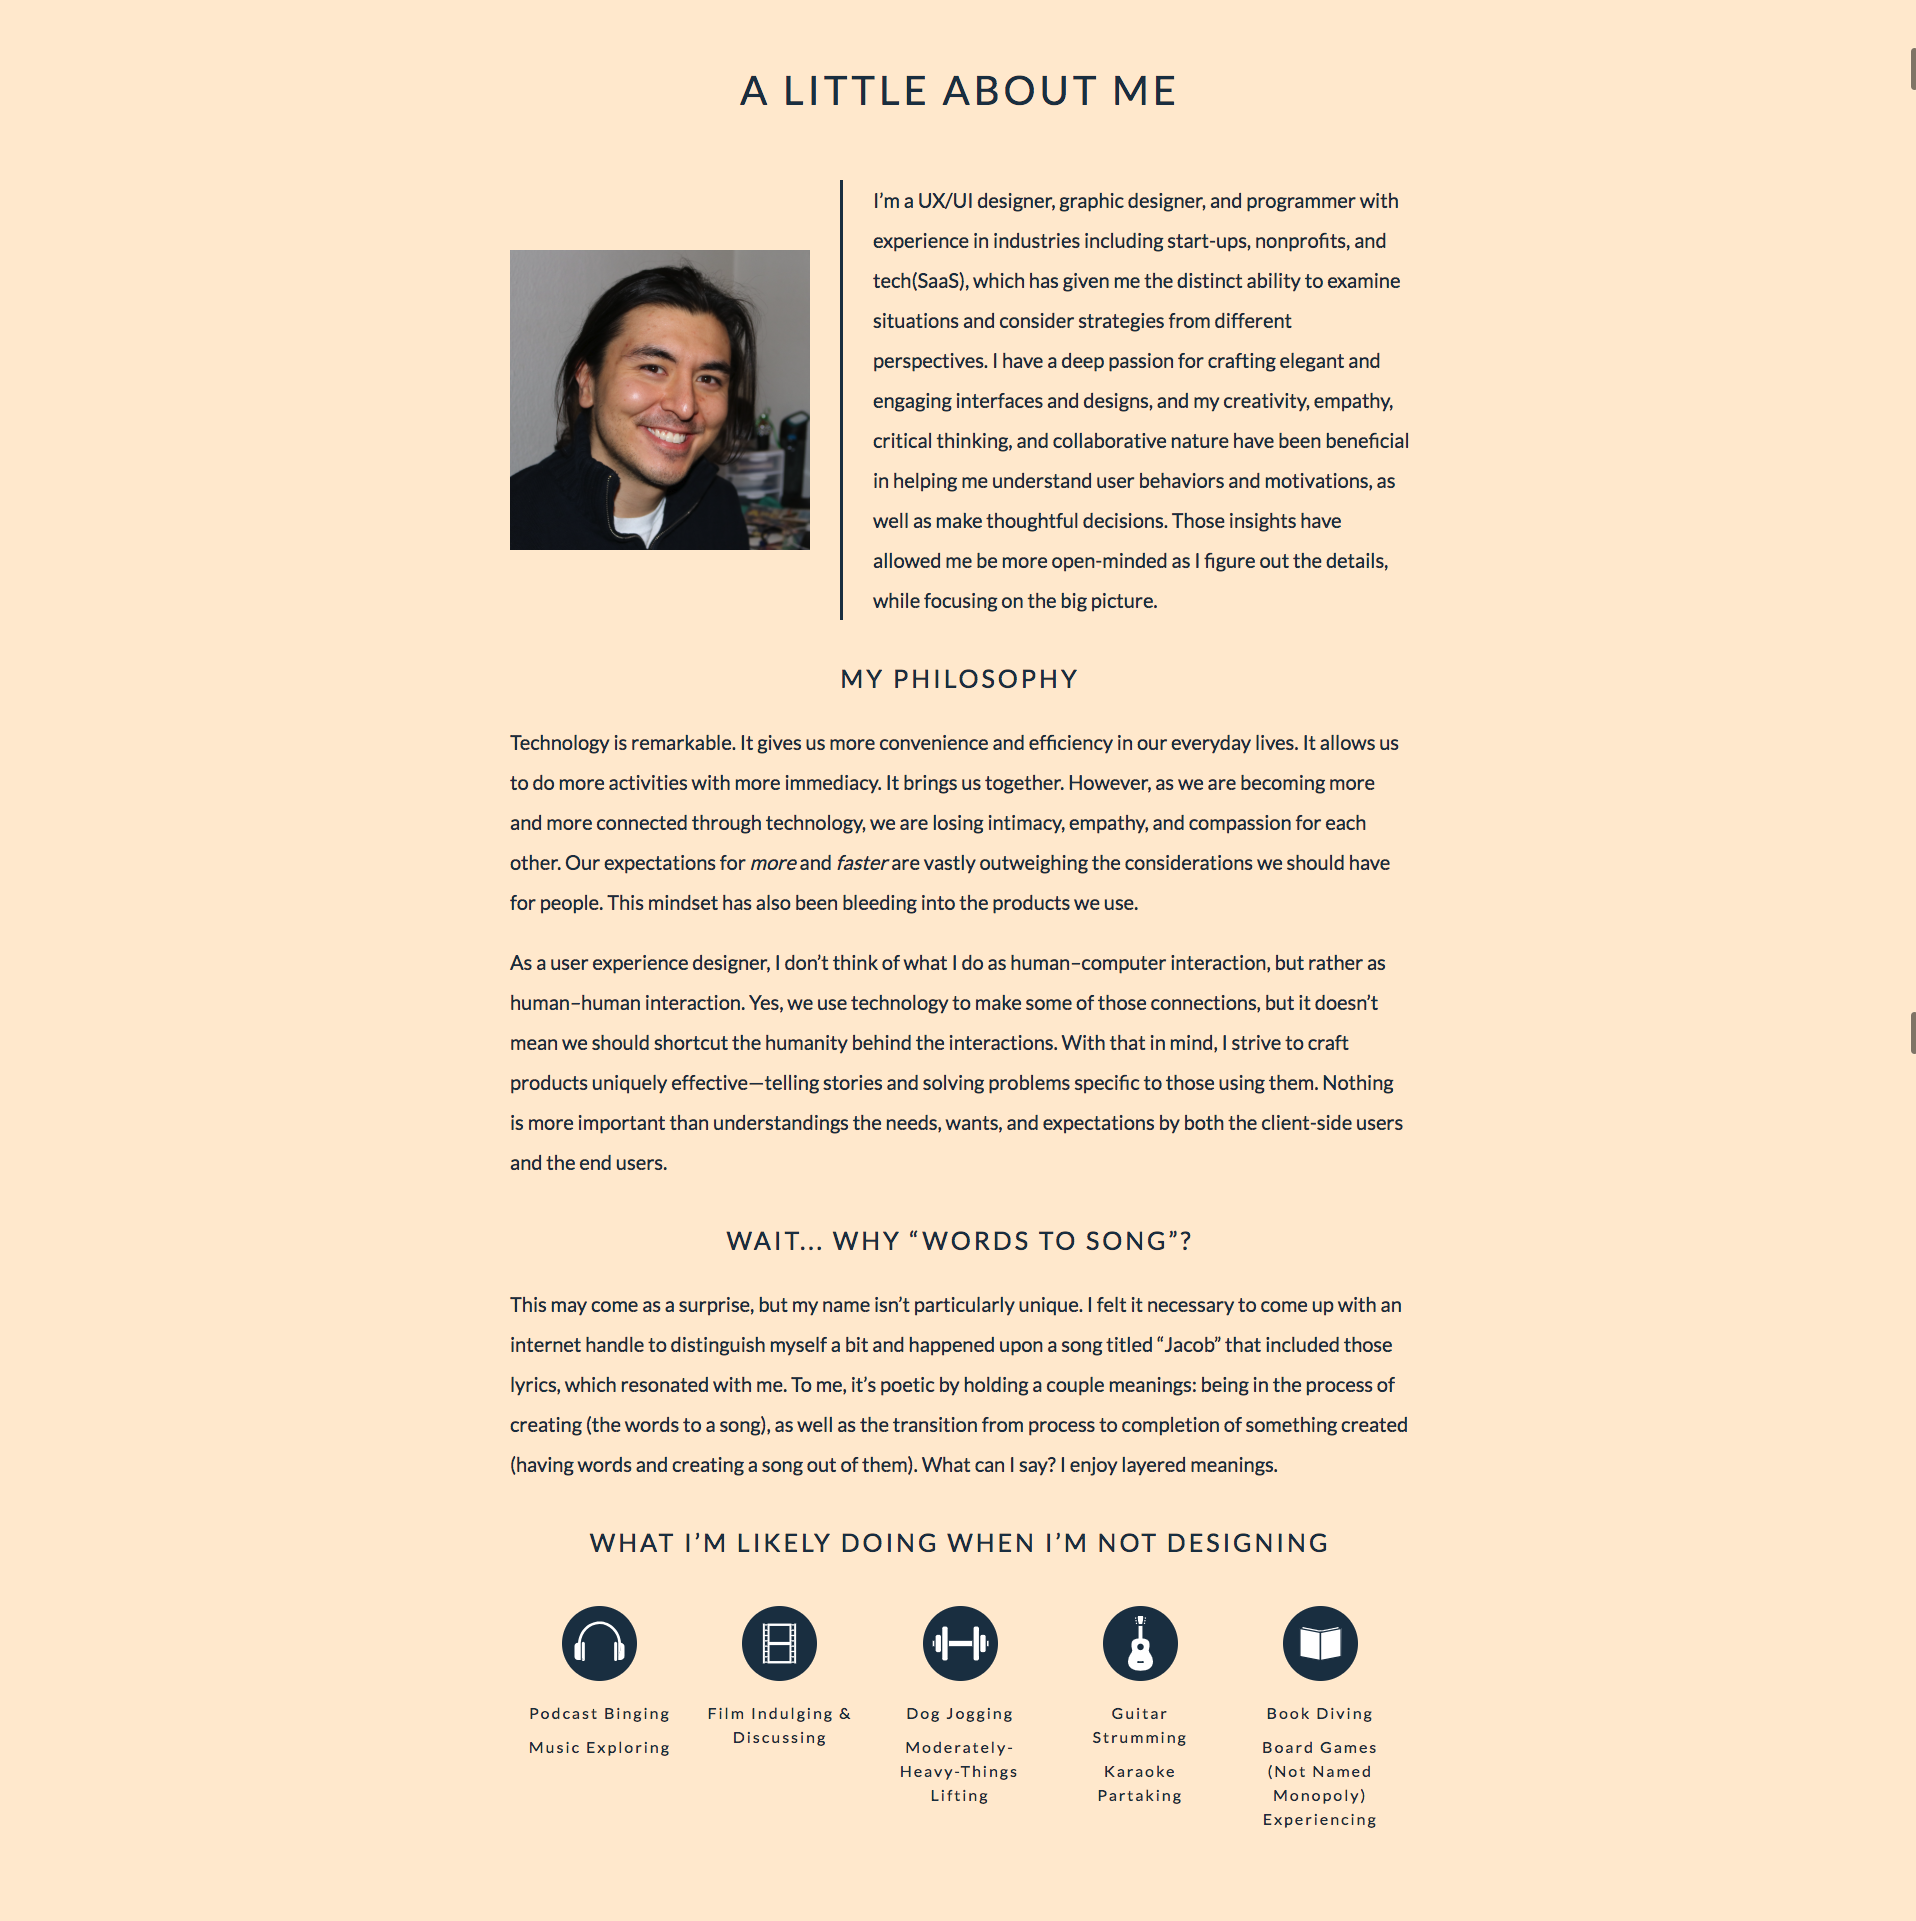 A LITTLE ABOUT ME
I’m a UX/UI designer, graphic designer, and programmer with
experience in industries including start-ups, nonprofits, and
tech(SaaS), which has given me the distinct ability to examine
situations and consider strategies from different
perspectives. I have a deep passion for crafting elegant and
engaging interfaces and designs, and my creativity, empathy,
critical thinking, and collaborative nature have been beneficial
in helping me understand user behaviors and motivations, as
well as make thoughtful decisions. Those insights have
allowed me be more open-minded as I figure out the details,
while focusing on the big picture.
MY PHILOSOPHY
Technology is remarkable. It gives us more convenience and efficiency in our everyday lives. It allows us
to do more activities with more immediacy. It brings us together. However, as we are becoming more
and more connected through technology, we are losing intimacy, empathy, and compassion for each
other. Our expectations for more and faster are vastly outweighing the considerations we should have
for people. This mindset has also been bleeding into the products we use.
As a user experience designer, I don’t think of what I do as human–computer interaction, but rather as
human–human interaction. Yes, we use technology to make some of those connections, but it doesn’t
mean we should shortcut the humanity behind the interactions. With that in mind, I strive to craft
products uniquely effective—telling stories and solving problems specific to those using them. Nothing
is more important than understandings the needs, wants, and expectations by both the client-side users
and the end users.
WAIT... WHY “WORDS TO SONG”?
This may come as a surprise, but my name isn’t particularly unique. I felt it necessary to come up with an
internet handle to distinguish myself a bit and happened upon a song titled “Jacob” that included those
lyrics, which resonated with me. To me, it’s poetic by holding a couple meanings: being in the process of
creating (the words to a song), as well as the transition from process to completion of something created
(having words and creating a song out of them). What can I say? I enjoy layered meanings.
WHAT I’M LIKELY DOING WHEN I’M NOT DESIGNING
Podcast Binging
Music Exploring
Film Indulging &
Discussing
Dog Jogging
Moderately-
Heavy-Things
Lifting
Guitar
Strumming
Karaoke
Partaking
Book Diving
Board Games
(Not Named
Monopoly)
Experiencing